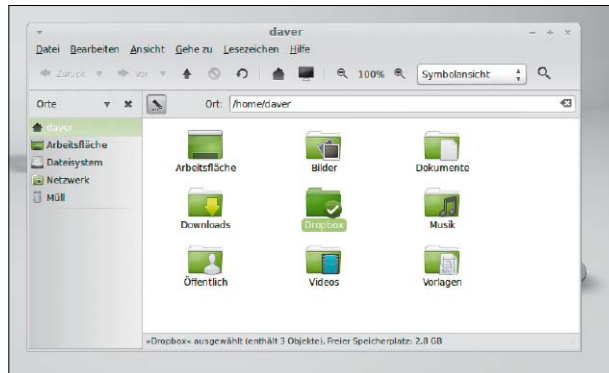 daver
Datei Bearbeiten Ansicht Gehe zu Lesezeichen Hilfe
Zurück vor 100% Symbolansicht
Orte Ort: /home/daver
daver
Arbeitsfläche
Dateisystem
Netzwerk
Müll
Arbeitsfläche Bilder Dokumente
Downloads Dropbox Musik
Öffentlich Videos Vorlagen
»Dropbox« ausgewählt (enthält 3 Objekte), Freier Speicherplatz: 2,8 GB